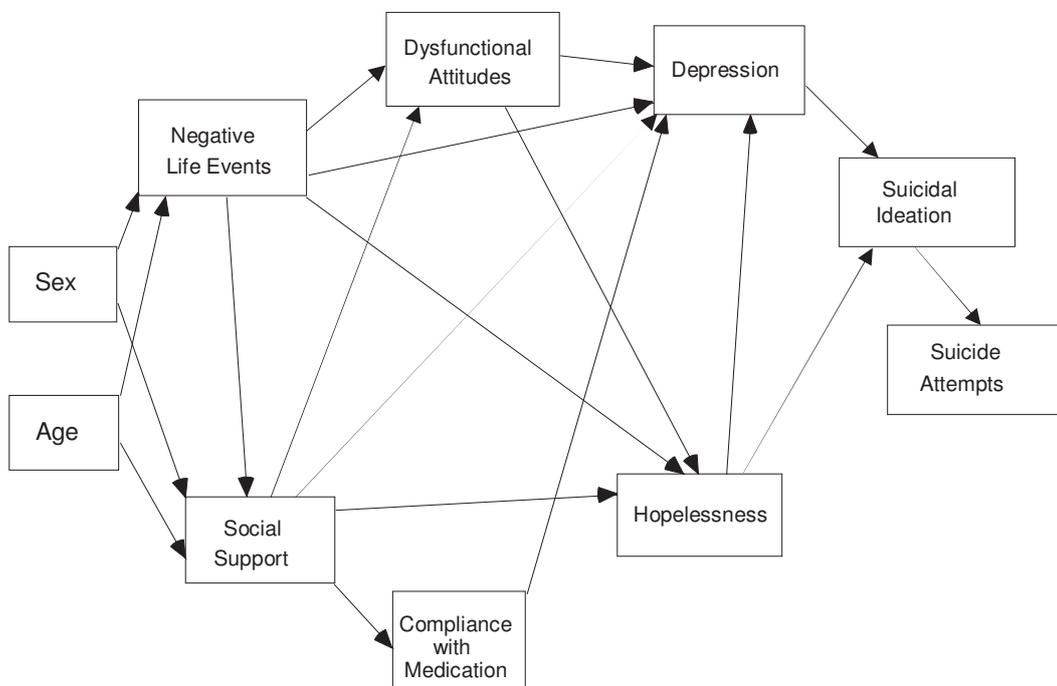 Dysfunctional
Attitudes
Depression
Negative
Life Events
Suicidal
Ideation
Sex
Suicide
Attempts
Age
Hopelessness
Social
Support
Compliance
with
Medication